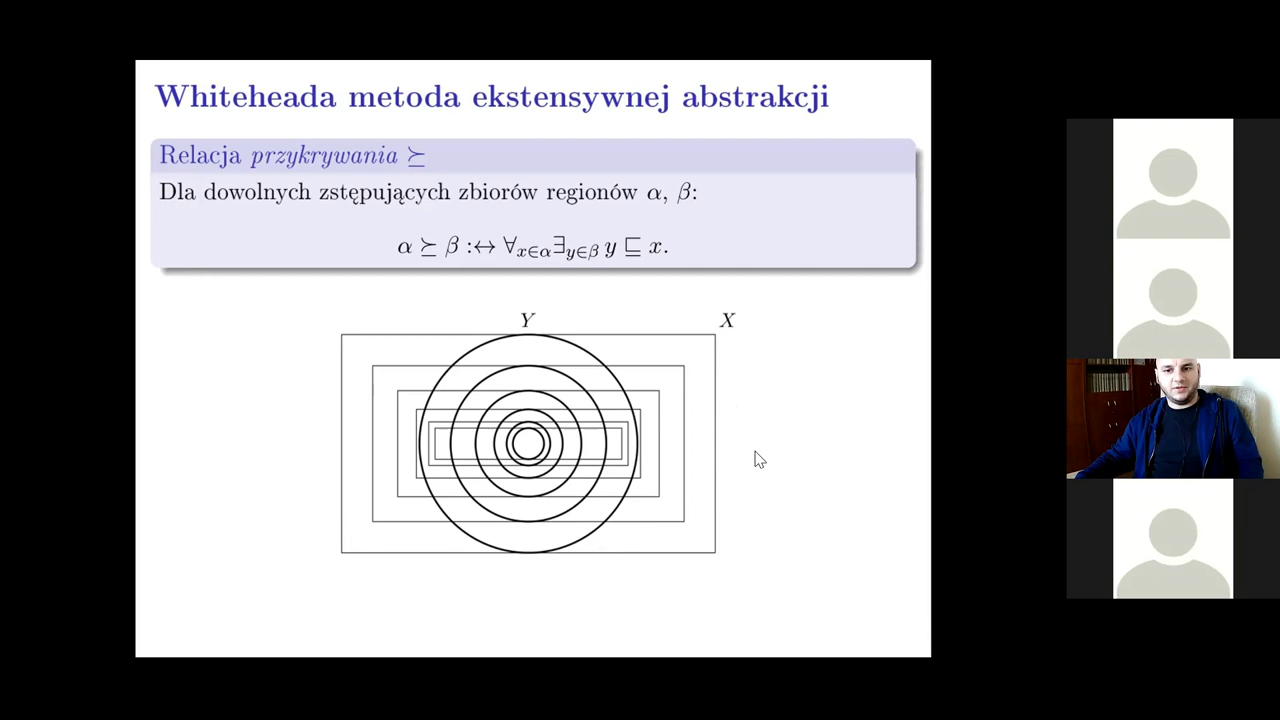 Whiteheada metoda ekstensywnej abstrakcji
Relacja przykrywania ⪰
Dla dowolnych zstępujących zbiorów regionów α, β:
α ⪰ β :↔ ∀x∈α∃y∈β y ⊑ x.
Y X